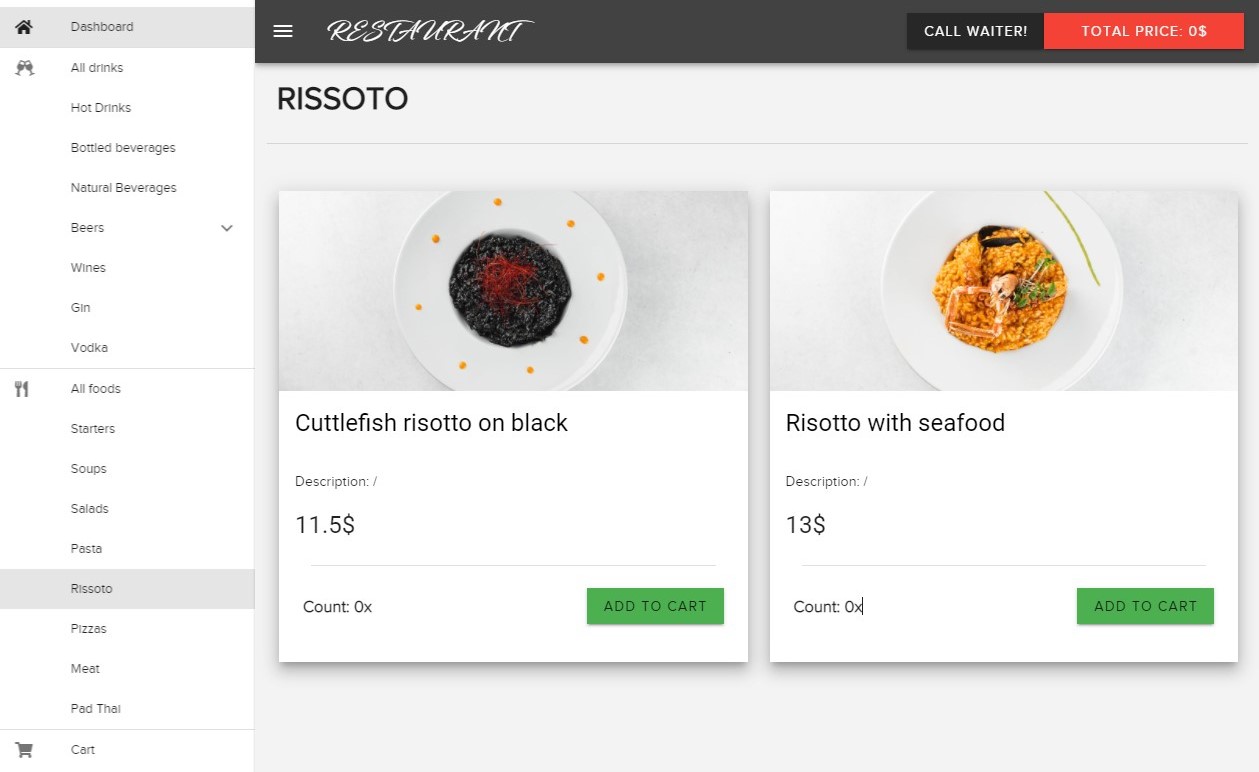 Dashboard
All drinks
Hot Drinks
Bottled beverages
Natural Beverages
Beers
Wines
Gin
Vodka
All foods
Starters
Soups
Salads
Pasta
Rissoto
Pizzas
Meat
Pad Thai
Cart
RESTAURANT
CALL WAITER!
TOTAL PRICE: 0$
RISSOTO
Cuttlefish risotto on black
Description: /
11.5$
Count: 0x
ADD TO CART
Risotto with seafood
Description: /
13$
Count: 0x
ADD TO CART